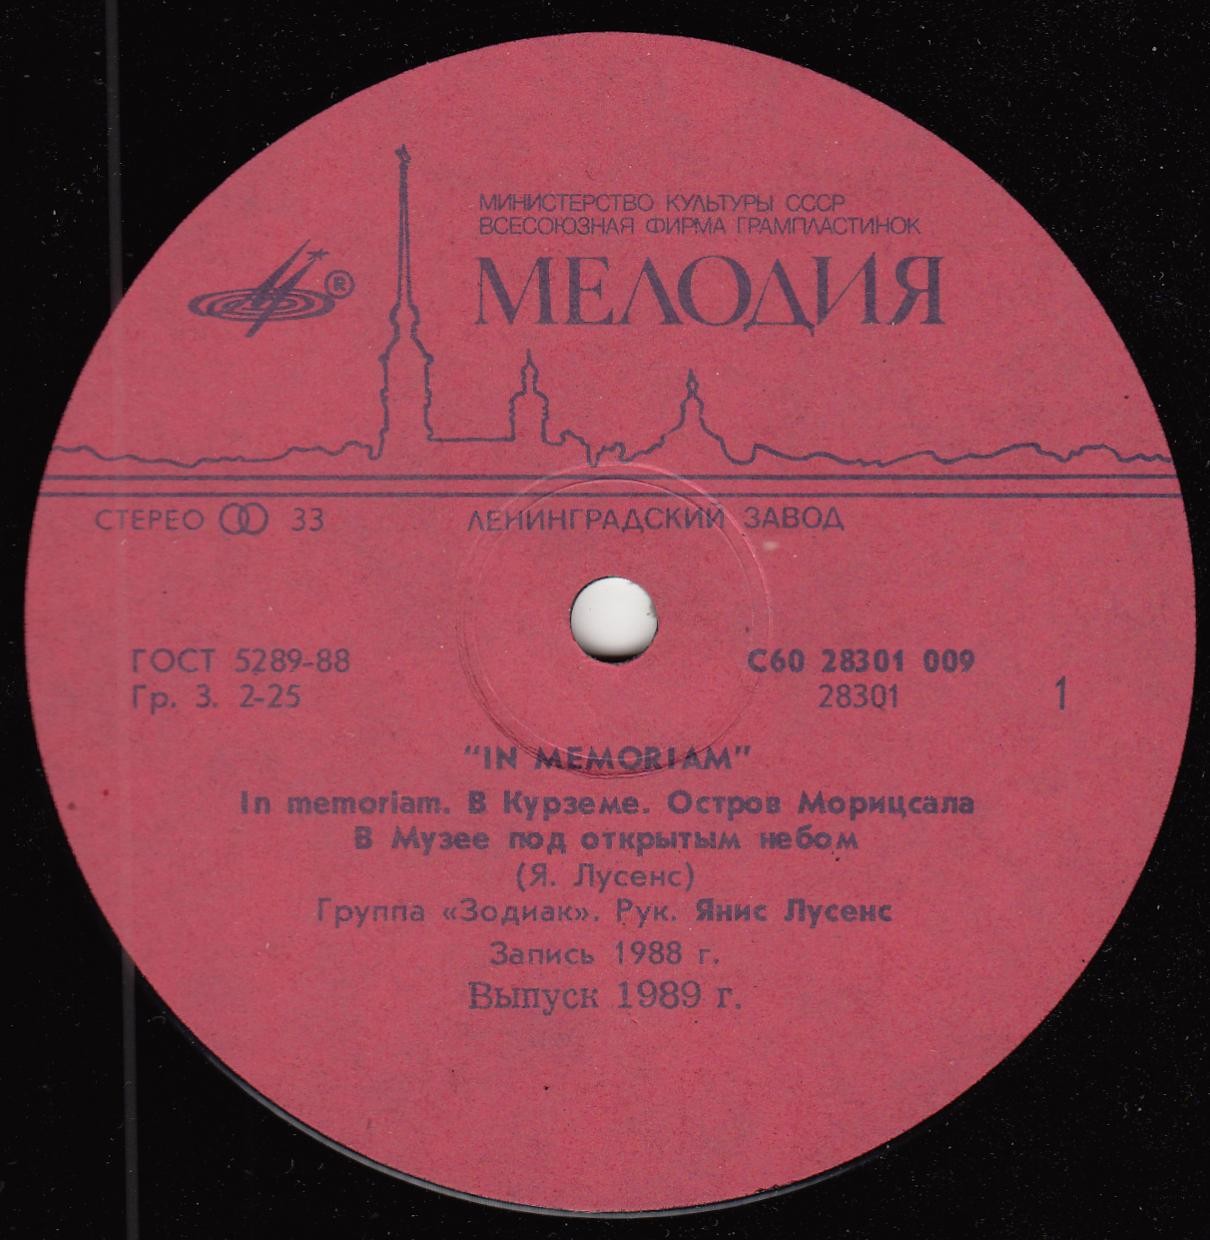 МИНИСТЕРСТВО КУЛЬТУРЫ СССР
ВСЕСОЮЗНАЯ ФИРМА ГРАМПЛАСТИНОК
®
МЕЛОДИЯ
СТЕРЕО 33
ЛЕНИНГРАДСКИЙ ЗАВОД
ГОСТ 5289-88
Гр. 3. 2-25
С60 28301 009
28301
1
"IN MEMORIAM"
In memoriam. В Курземе. Остров Морицсала
В Музее под открытым небом
(Я. Лусенс)
Группа «Зодиак». Рук. Янис Лусенс
Запись 1988 г.
Выпуск 1989 г.